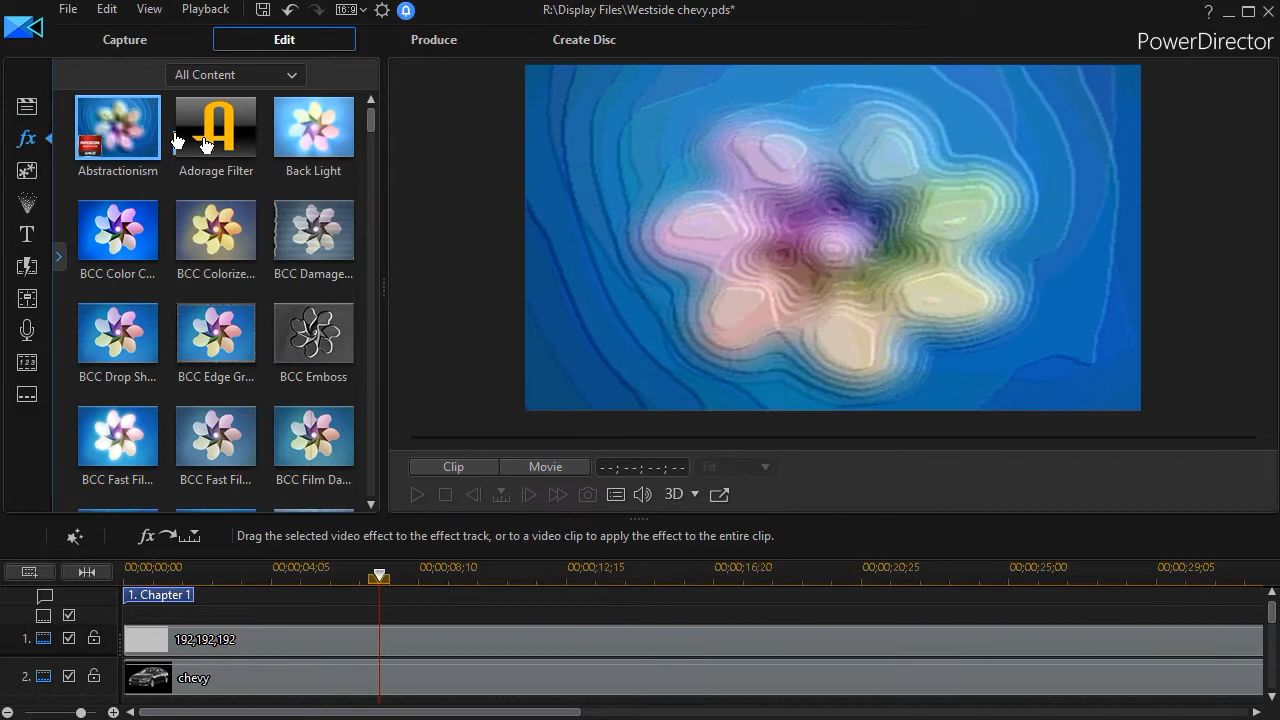 File Edit View Playback 16:9 R:\Display Files\Westside chevy.pds* ?
Capture Edit Produce Create Disc PowerDirector
All Content
Abstractionism Adorage Filter Back Light
BCC Color C... BCC Colorize... BCC Damage...
BCC Drop Sh... BCC Edge Gr... BCC Emboss
BCC Fast Fil... BCC Fast Fil... BCC Film Da...
fx
T
Clip Movie --;--;--;-- Fit
3D
fx Drag the selected video effect to the effect track, or to a video clip to apply the effect to the entire clip.
00;00;00;00 00;00;04;05 00;00;08;10 00;00;12;15 00;00;16;20 00;00;20;25 00;00;25;00 00;00;29;05
1. Chapter 1
1. 192,192,192
2. chevy